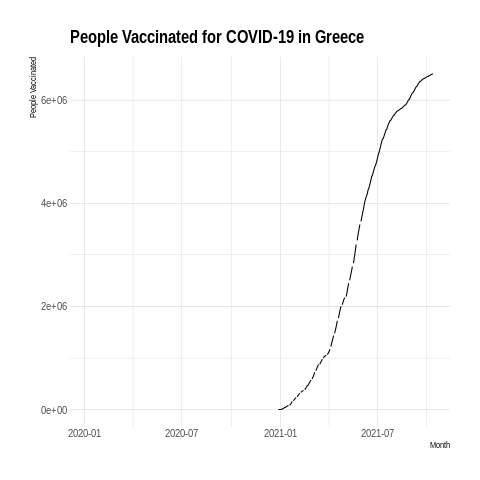 People Vaccinated for COVID-19 in Greece
People Vaccinated
6e+06
4e+06
2e+06
0e+00
2020-01 2020-07 2021-01 2021-07
Month